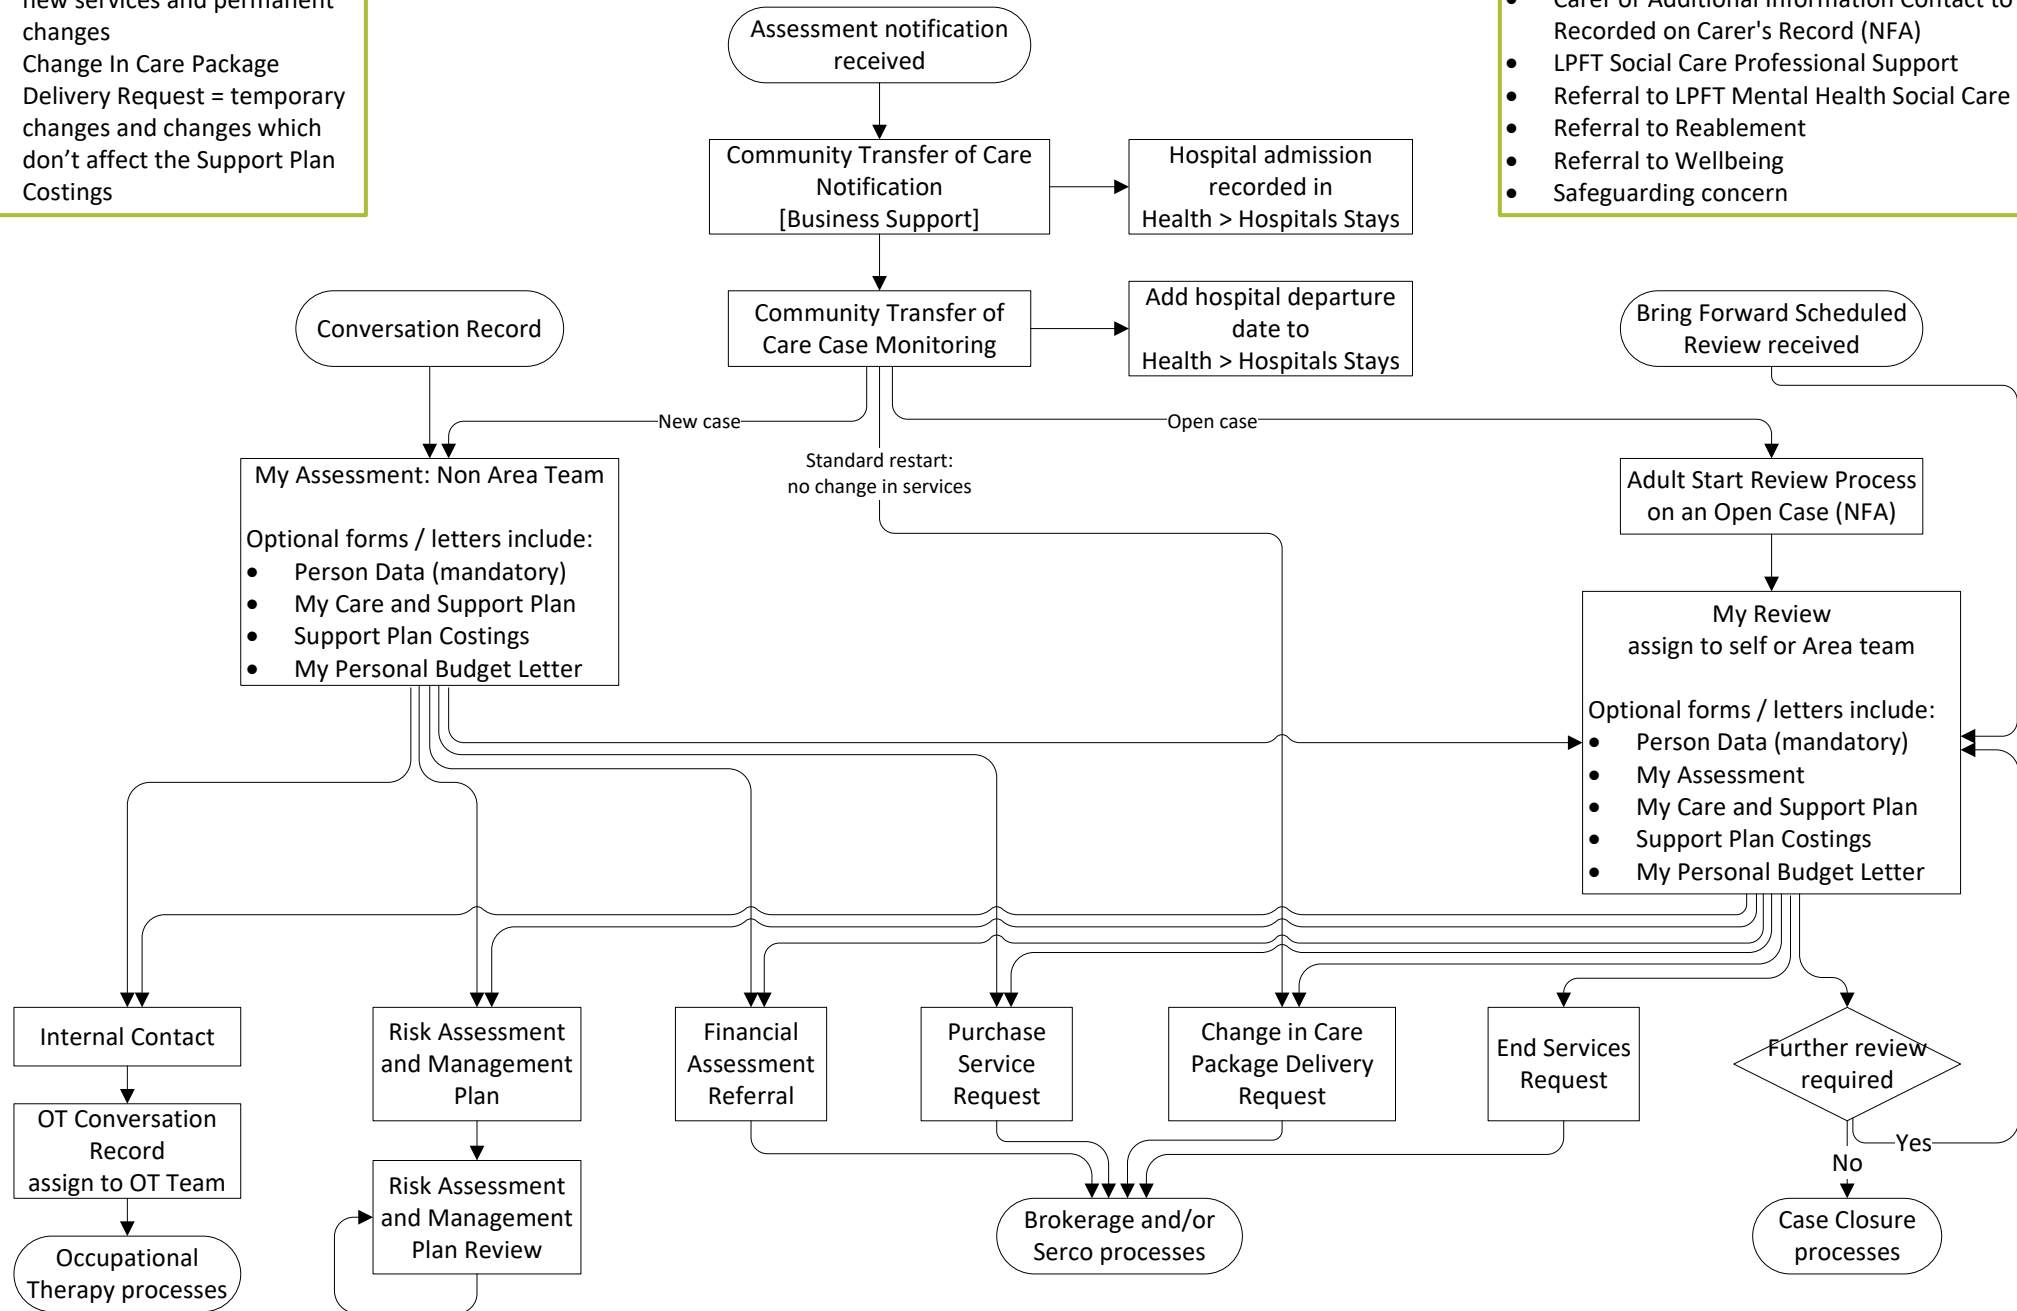 new services and permanent
changes
Change In Care Package
Delivery Request = temporary
changes and changes which
don’t affect the Support Plan
Costings
Carer or Additional Information Contact to
Recorded on Carer's Record (NFA)
LPFT Social Care Professional Support
Referral to LPFT Mental Health Social Care
Referral to Reablement
Referral to Wellbeing
Safeguarding concern
Assessment notification
received
Community Transfer of Care
Notification
[Business Support]
Hospital admission
recorded in
Health > Hospitals Stays
Conversation Record
Community Transfer of
Care Case Monitoring
Add hospital departure
date to
Health > Hospitals Stays
Bring Forward Scheduled
Review received
New case
Open case
Standard restart:
no change in services
My Assessment: Non Area Team
Optional forms / letters include:
• Person Data (mandatory)
• My Care and Support Plan
• Support Plan Costings
• My Personal Budget Letter
Adult Start Review Process
on an Open Case (NFA)
My Review
assign to self or Area team
Optional forms / letters include:
• Person Data (mandatory)
• My Assessment
• My Care and Support Plan
• Support Plan Costings
• My Personal Budget Letter
Internal Contact
Risk Assessment
and Management
Plan
Financial
Assessment
Referral
Purchase
Service
Request
Change in Care
Package Delivery
Request
End Services
Request
Further review
required
Yes
No
OT Conversation
Record
assign to OT Team
Risk Assessment
and Management
Plan Review
Occupational
Therapy processes
Brokerage and/or
Serco processes
Case Closure
processes